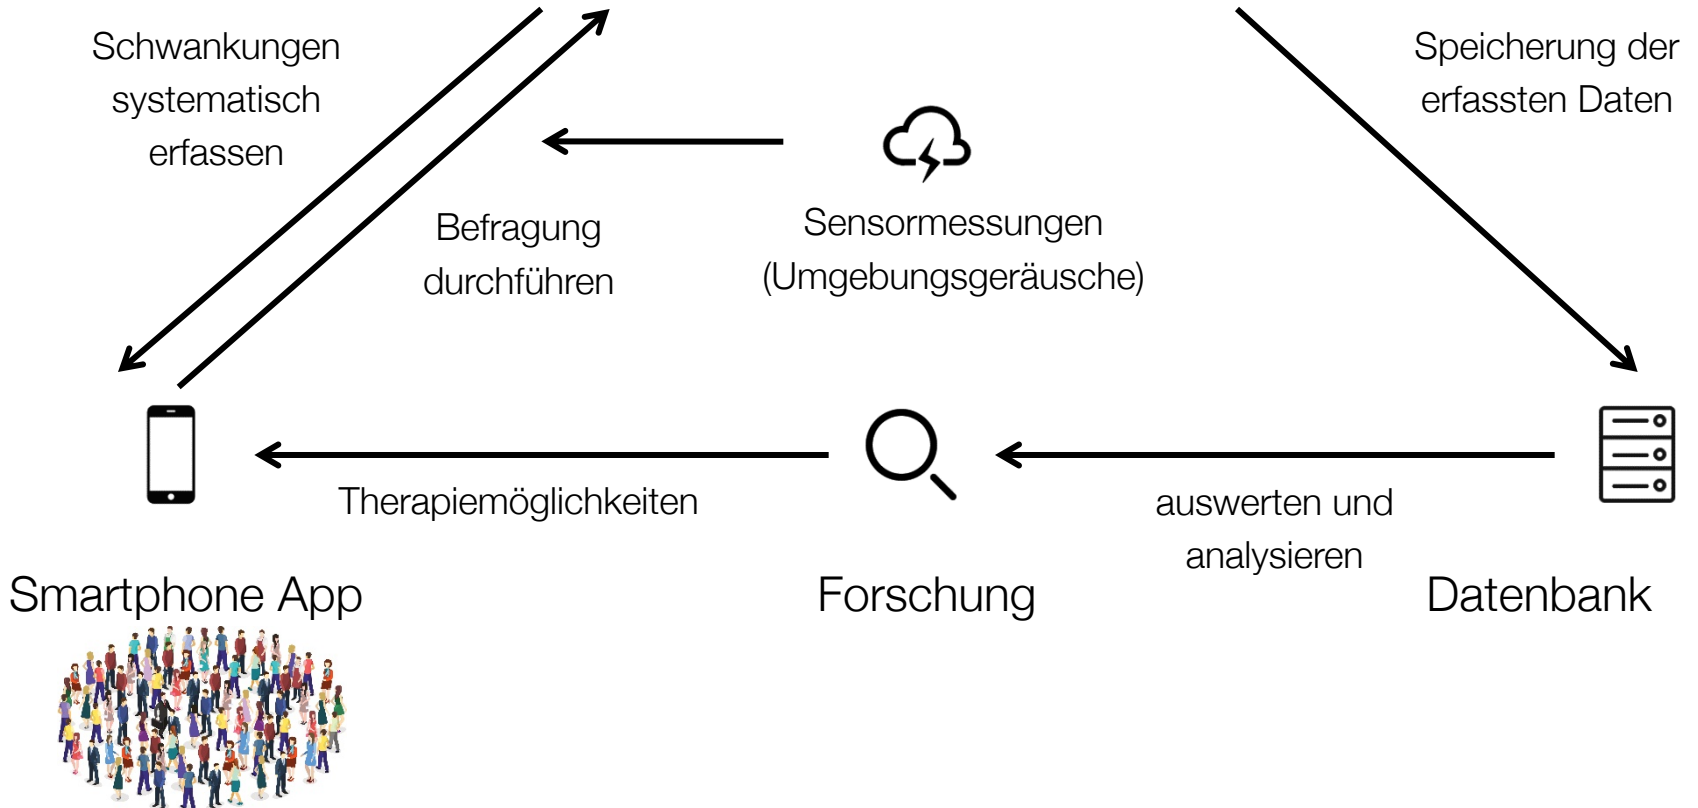 Schwankungen
systematisch
erfassen
Speicherung der
erfassten Daten
Befragung
durchführen
Sensormessungen
(Umgebungsgeräusche)
Therapiemöglichkeiten
auswerten und
analysieren
Smartphone App
Forschung
Datenbank